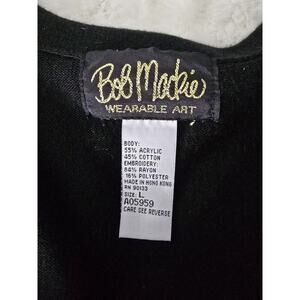 Bob Mackie
WEARABLE ART
BODY:
55% ACRYLIC
45% COTTON
EMBROIDERY:
84% RAYON
16% POLYESTER
MADE IN HONG KONG
RN 90133
SIZE: L
A05959
CARE SEE REVERSE